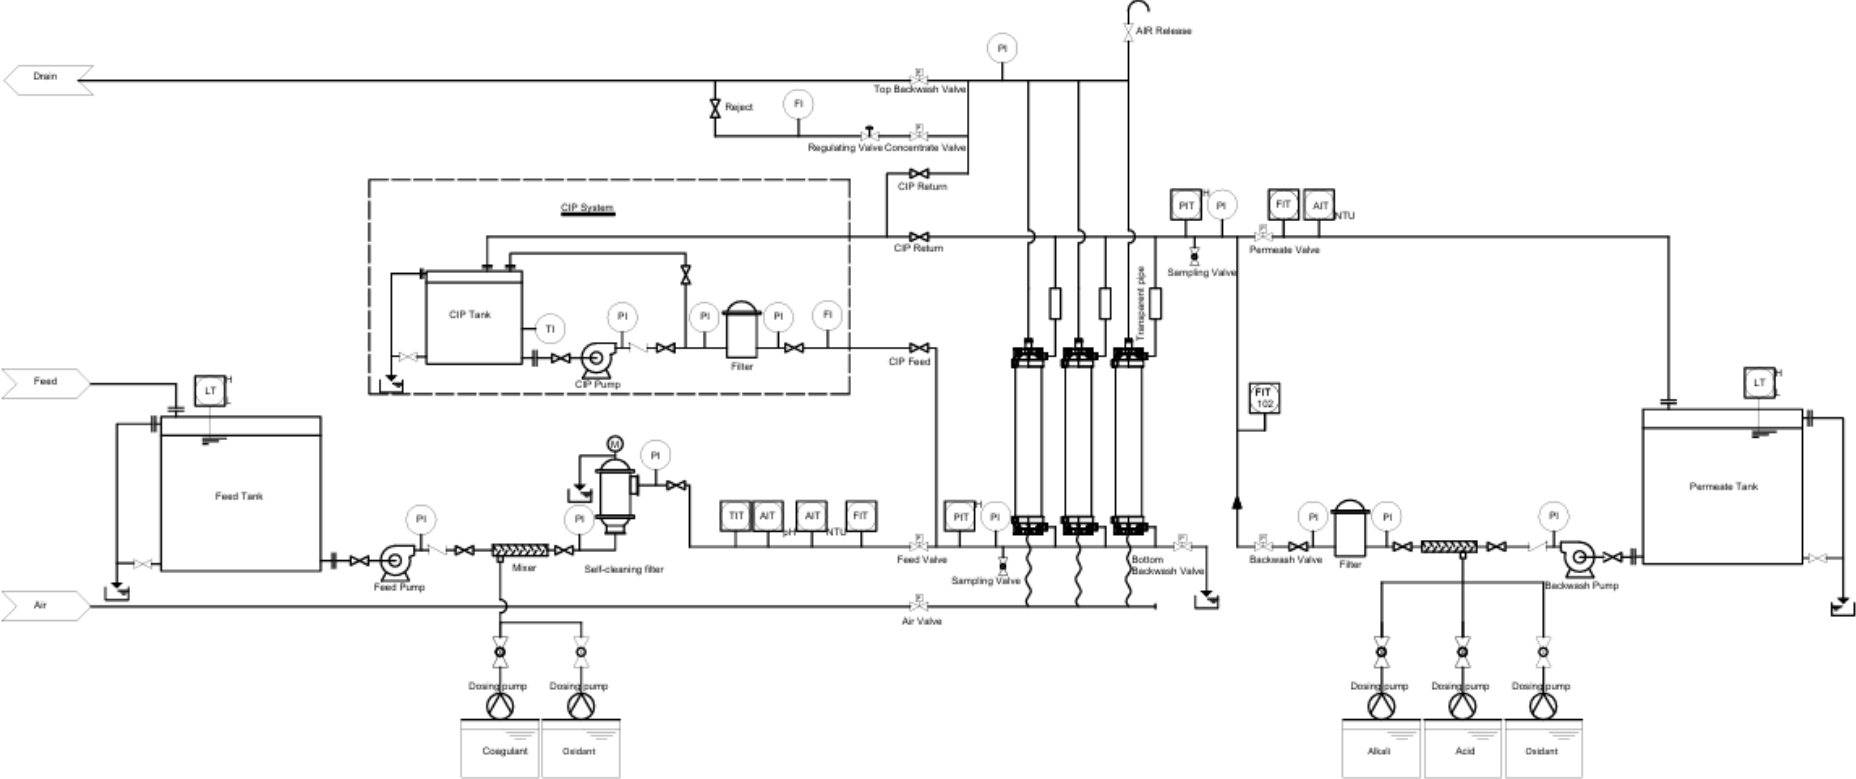 AIR Release
PI
Drain
Top Backwash Valve
Reject
FI
Regulating Valve
Concentrate Valve
CIP Return
CIP System
PIT
H
PI
FIT
AIT
NTU
CIP Return
Permeate Valve
Sampling Valve
Transparent pipe
CIP Tank
TI
PI
PI
PI
FI
CIP Feed
Filter
CIP Pump
Feed
LT
H
L
LT
H
L
FIT
102
M
PI
Feed Tank
Permeate Tank
PI
PI
TIT
AIT
pH
AIT
NTU
FIT
PIT
H
PI
PI
PI
PI
Feed Pump
Mixer
Self-cleaning filter
Feed Valve
Sampling Valve
Bottom
Backwash Valve
Backwash Valve
Filter
Backwash Pump
Air
Air Valve
Dosing pump
Dosing pump
Dosing pump
Dosing pump
Dosing pump
Coagulant
Oxidant
Alkali
Acid
Oxidant